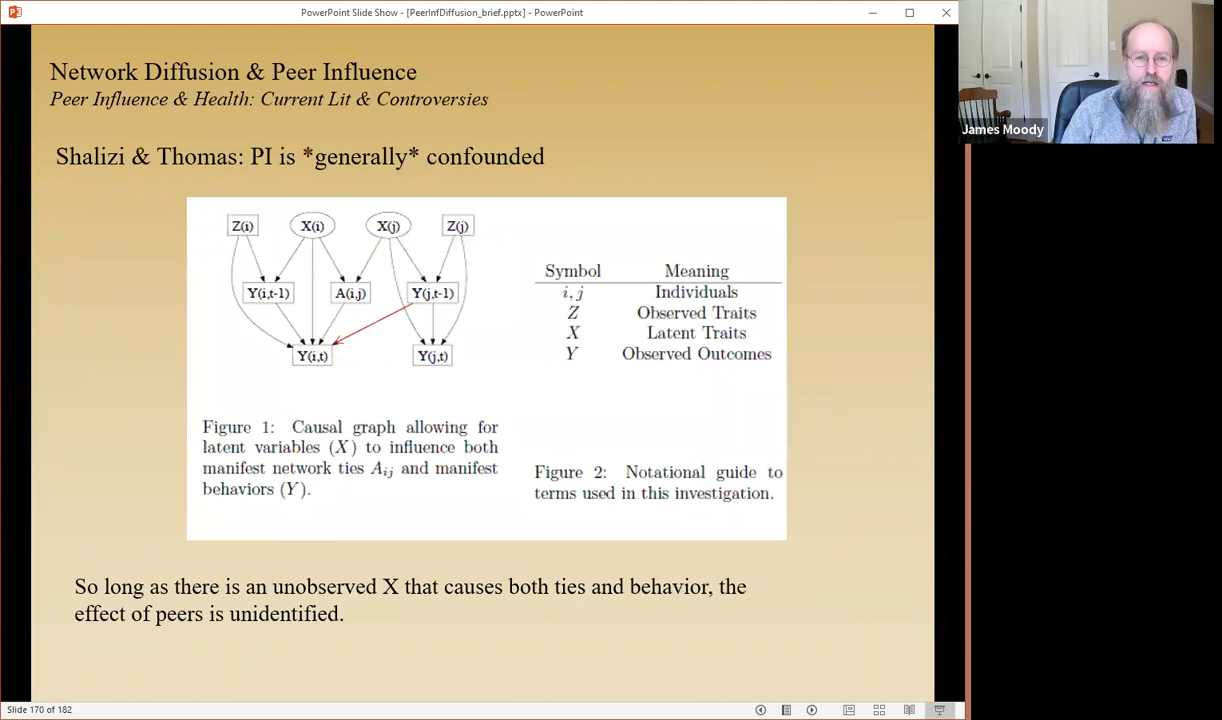 PowerPoint Slide Show - [PeerInfDiffusion_brief.pptx] - PowerPoint
Network Diffusion & Peer Influence
Peer Influence & Health: Current Lit & Controversies
Shalizi & Thomas: PI is *generally* confounded
Z(i) X(i) X(j) Z(j)
Y(i,t-1) A(i,j) Y(j,t-1)
Y(i,t) Y(j,t)
Figure 1: Causal graph allowing for
latent variables (X) to influence both
manifest network ties Aij and manifest
behaviors (Y).
Symbol Meaning
i, j Individuals
Z Observed Traits
X Latent Traits
Y Observed Outcomes
Figure 2: Notational guide to
terms used in this investigation.
So long as there is an unobserved X that causes both ties and behavior, the
effect of peers is unidentified.
Slide 170 of 182
James Moody